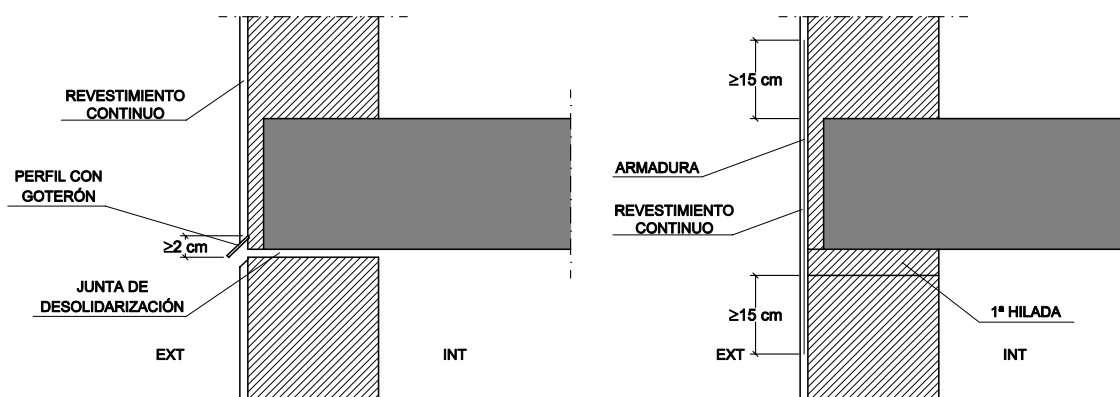 REVESTIMIENTO
CONTINUO
PERFIL CON
GOTERÓN
≥2 cm
JUNTA DE
DESOLIDARIZACIÓN
EXT
INT
≥15 cm
ARMADURA
REVESTIMIENTO
CONTINUO
≥15 cm
1ª HILADA
EXT
INT